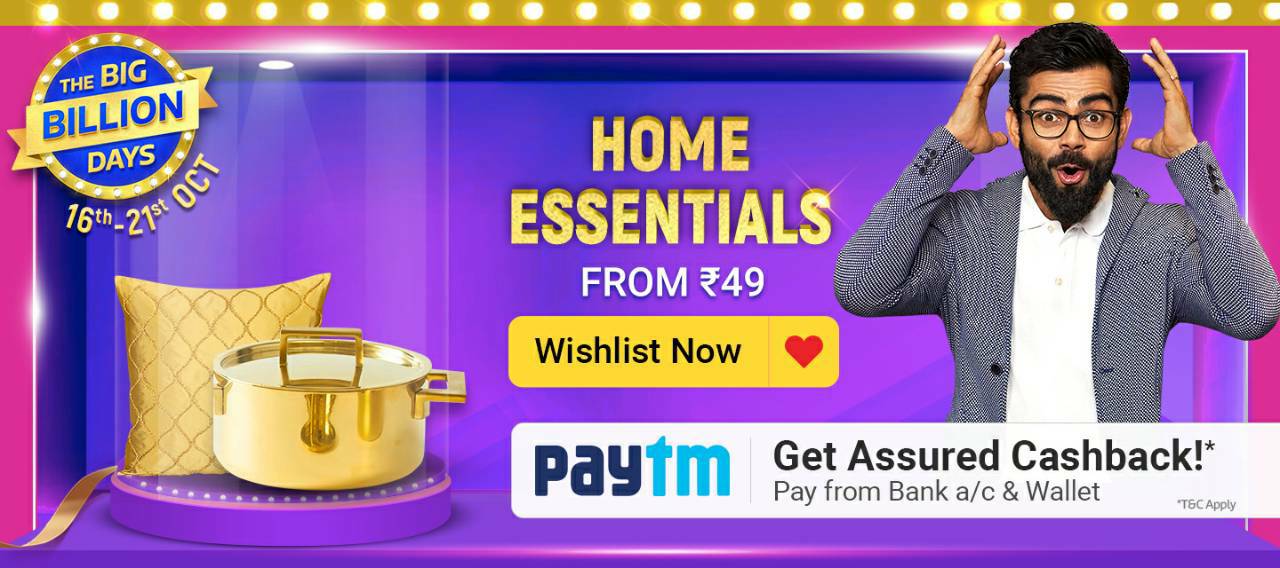 THE BIG
BILLION
DAYS
16th-21st OCT
HOME
ESSENTIALS
FROM ₹49
Wishlist Now
paytm
Get Assured Cashback!*
Pay from Bank a/c & Wallet
*T&C Apply